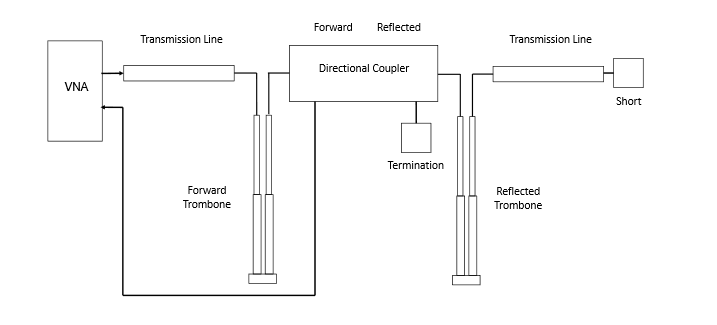 Forward Reflected
Transmission Line
Transmission Line
Directional Coupler
VNA
Short
Termination
Forward
Trombone
Reflected
Trombone